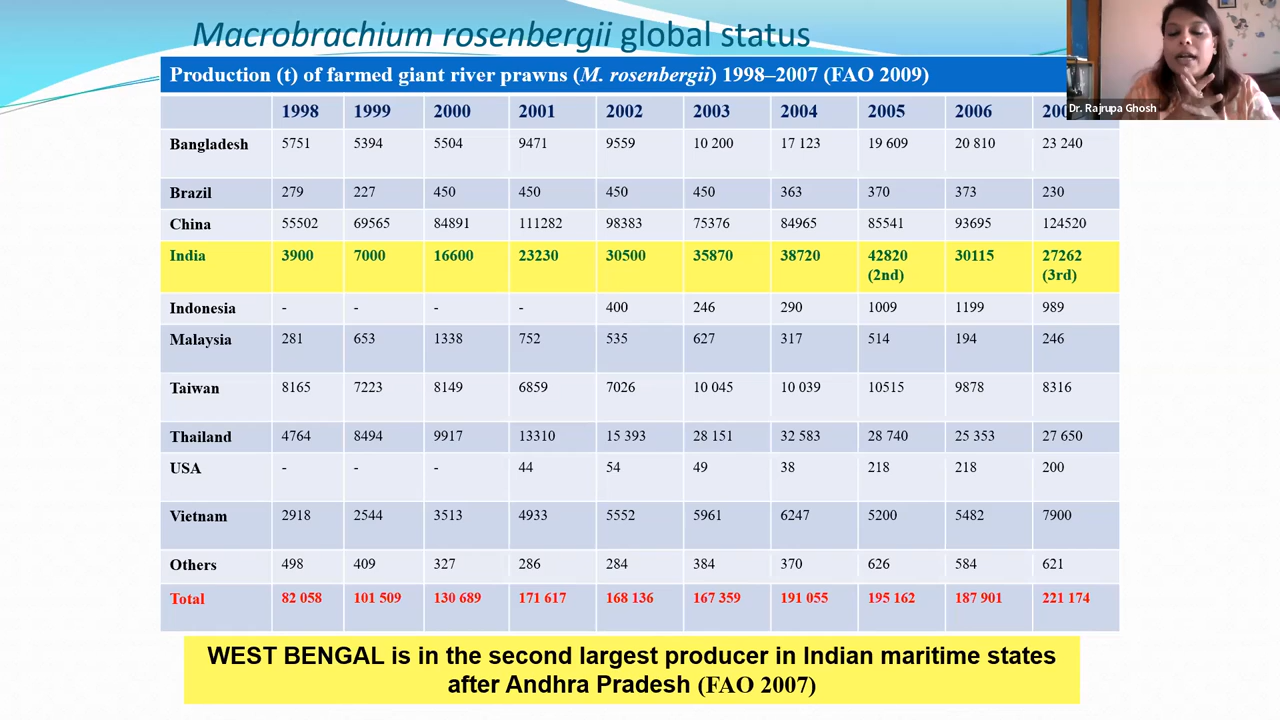 Macrobrachium rosenbergii global status
Production (t) of farmed giant river prawns (M. rosenbergii) 1998–2007 (FAO 2009)
1998 1999 2000 2001 2002 2003 2004 2005 2006
Dr. Rajrupa Ghosh
Bangladesh 5751 5394 5504 9471 9559 10 200 17 123 19 609 20 810 23 240
Brazil 279 227 450 450 450 450 363 370 373 230
China 55502 69565 84891 111282 98383 75376 84965 85541 93695 124520
India 3900 7000 16600 23230 30500 35870 38720 42820 30115 27262
(2nd) (3rd)
Indonesia - - - - 400 246 290 1009 1199 989
Malaysia 281 653 1338 752 535 627 317 514 194 246
Taiwan 8165 7223 8149 6859 7026 10 045 10 039 10515 9878 8316
Thailand 4764 8494 9917 13310 15 393 28 151 32 583 28 740 25 353 27 650
USA - - - 44 54 49 38 218 218 200
Vietnam 2918 2544 3513 4933 5552 5961 6247 5200 5482 7900
Others 498 409 327 286 284 384 370 626 584 621
Total 82 058 101 509 130 689 171 617 168 136 167 359 191 055 195 162 187 901 221 174
WEST BENGAL is in the second largest producer in Indian maritime states
after Andhra Pradesh (FAO 2007)